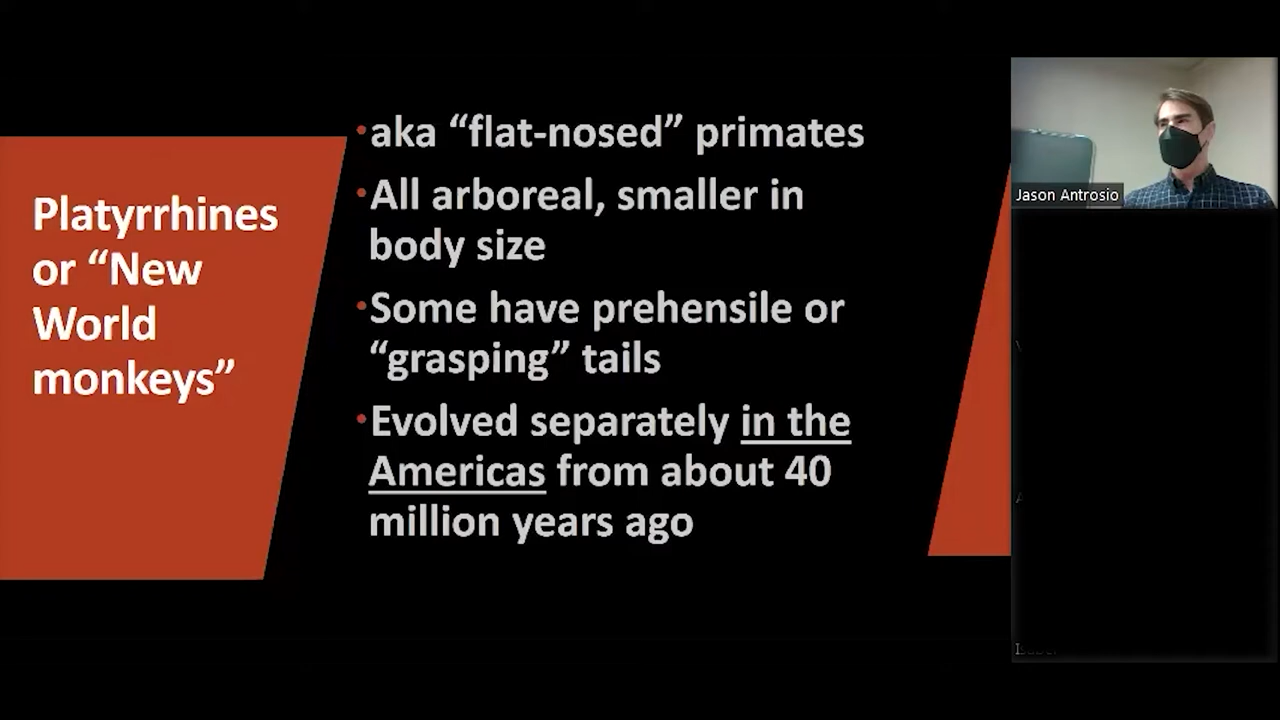 Platyrrhines
or “New
World
monkeys”
•aka “flat-nosed” primates
•All arboreal, smaller in
body size
•Some have prehensile or
“grasping” tails
•Evolved separately in the
Americas from about 40
million years ago
Jason Antrosio